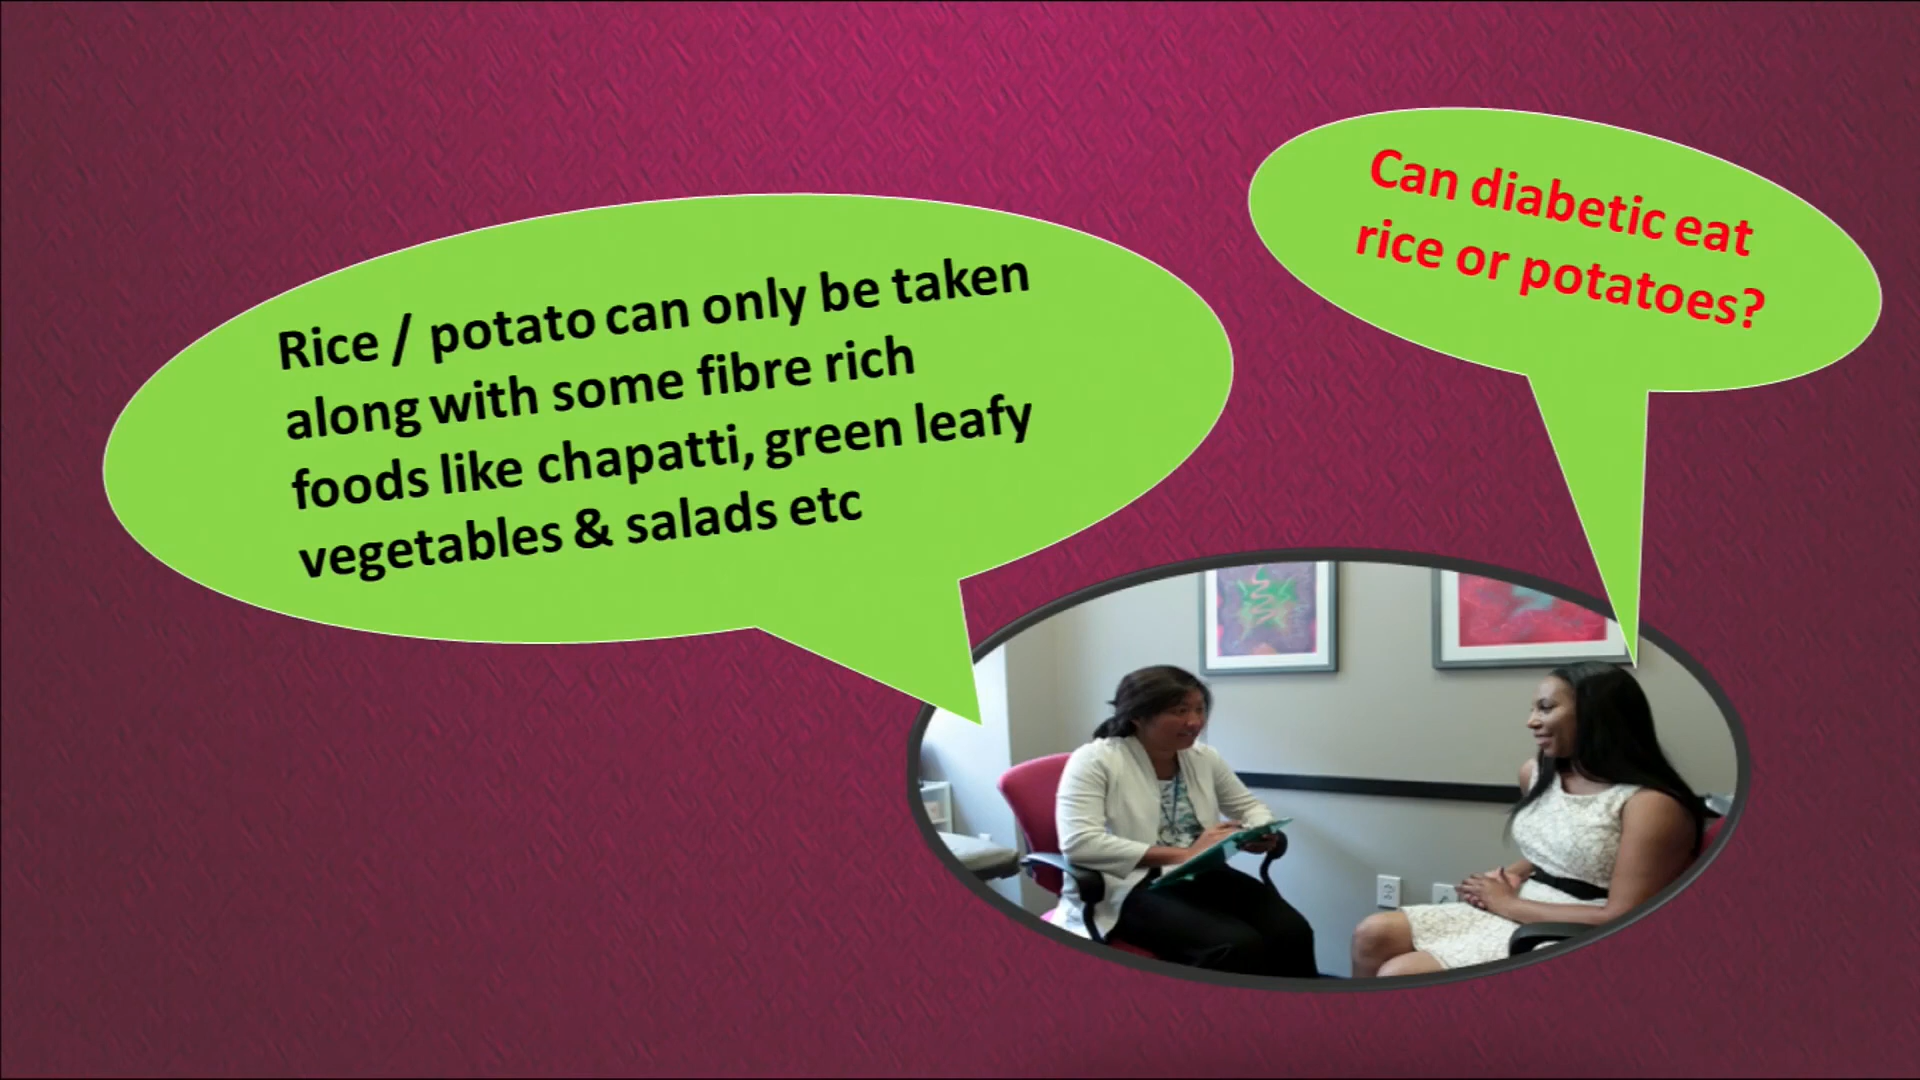 Can diabetic eat
rice or potatoes?
Rice / potato can only be taken
along with some fibre rich
foods like chapatti, green leafy
vegetables & salads etc